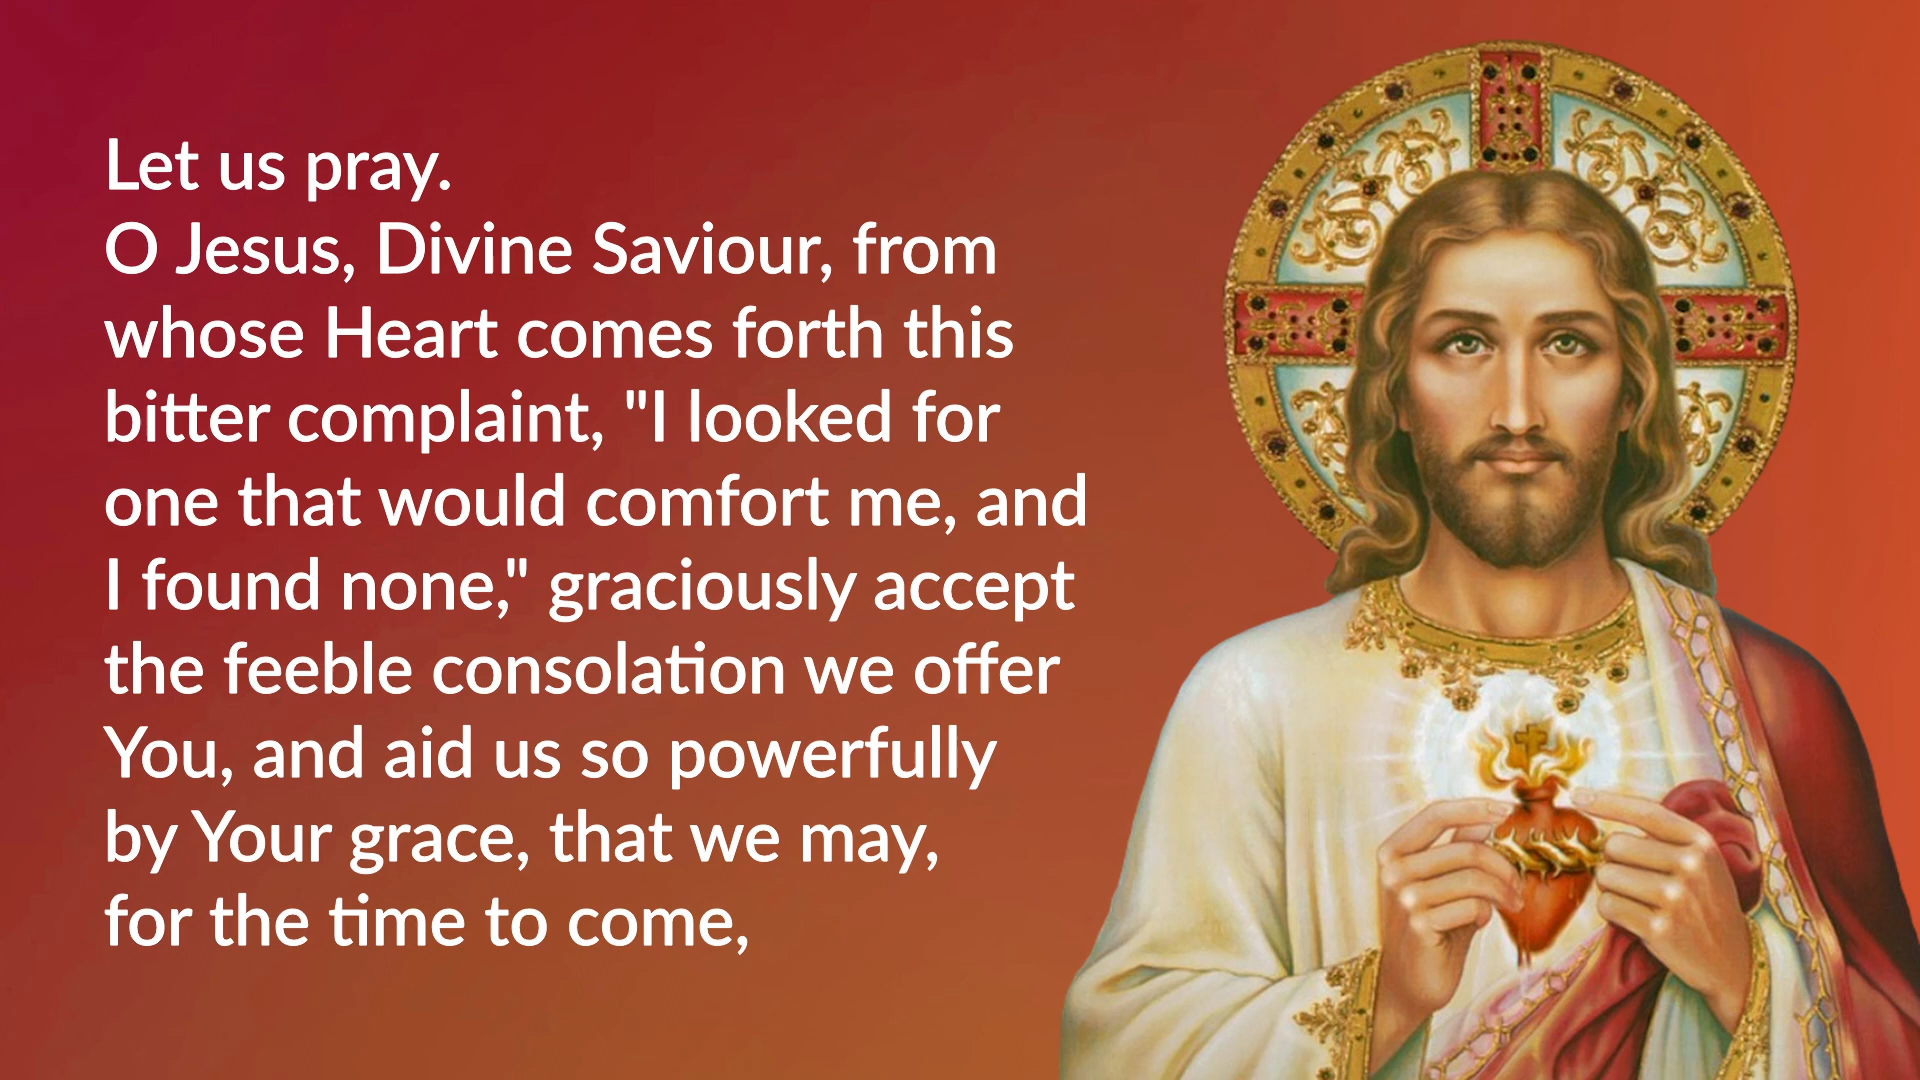 Let us pray.
O Jesus, Divine Saviour, from
whose Heart comes forth this
bitter complaint, "I looked for
one that would comfort me, and
I found none," graciously accept
the feeble consolation we offer
You, and aid us so powerfully
by Your grace, that we may,
for the time to come,